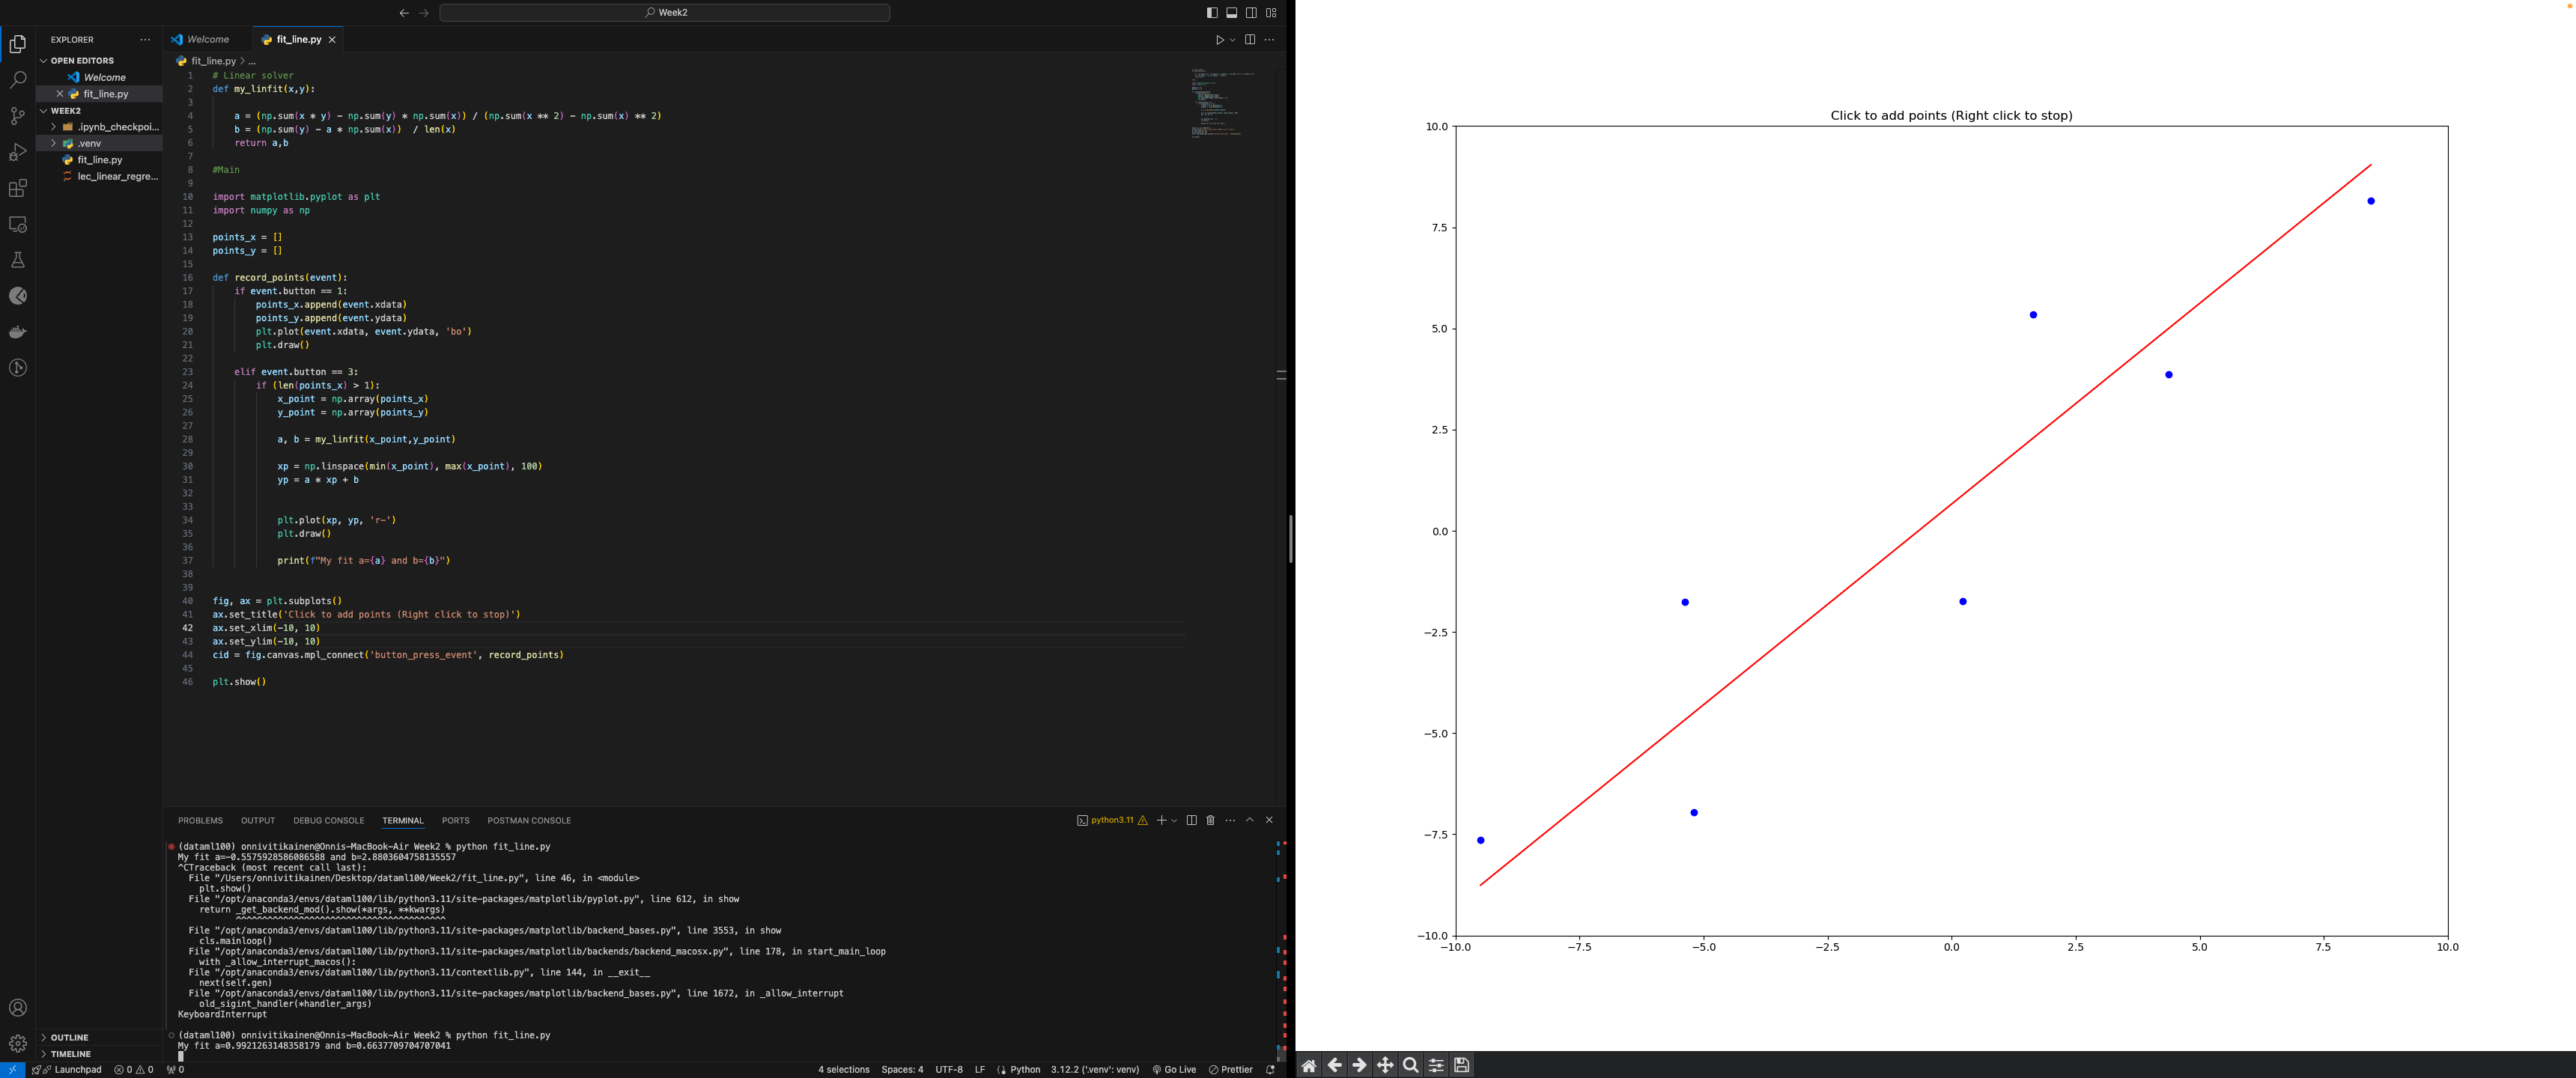 Week2
EXPLORER
OPEN EDITORS
Welcome
fit_line.py
WEEK2
.ipynb_checkpoi...
.venv
fit_line.py
lec_linear_regre...
OUTLINE
TIMELINE
Welcome
fit_line.py
fit_line.py > ...
1 # Linear solver
2 def my_linfit(x,y):
3
4 a = (np.sum(x * y) - np.sum(y) * np.sum(x)) / (np.sum(x ** 2) - np.sum(x) ** 2)
5 b = (np.sum(y) - a * np.sum(x))  / len(x)
6 return a,b
7
8 #Main
9
10 import matplotlib.pyplot as plt
11 import numpy as np
12
13 points_x = []
14 points_y = []
15
16 def record_points(event):
17 if event.button == 1:
18 points_x.append(event.xdata)
19 points_y.append(event.ydata)
20 plt.plot(event.xdata, event.ydata, 'bo')
21 plt.draw()
22
23 elif event.button == 3:
24 if (len(points_x) > 1):
25 x_point = np.array(points_x)
26 y_point = np.array(points_y)
27
28 a, b = my_linfit(x_point,y_point)
29
30 xp = np.linspace(min(x_point), max(x_point), 100)
31 yp = a * xp + b
32
33
34 plt.plot(xp, yp, 'r-')
35 plt.draw()
36
37 print(f"My fit a={a} and b={b}")
38
39
40 fig, ax = plt.subplots()
41 ax.set_title('Click to add points (Right click to stop)')
42 ax.set_xlim(-10, 10)
43 ax.set_ylim(-10, 10)
44 cid = fig.canvas.mpl_connect('button_press_event', record_points)
45
46 plt.show()
PROBLEMS OUTPUT DEBUG CONSOLE TERMINAL PORTS POSTMAN CONSOLE
python3.11
(dataml100) onnivitikainen@Onnis-MacBook-Air Week2 % python fit_line.py
My fit a=-0.5575928586086588 and b=2.8803604758135557
^CTraceback (most recent call last):
File "/Users/onnivitikainen/Desktop/dataml100/Week2/fit_line.py", line 46, in <module>
plt.show()
File "/opt/anaconda3/envs/dataml100/lib/python3.11/site-packages/matplotlib/pyplot.py", line 612, in show
return _get_backend_mod().show(*args, **kwargs)
^^^^^^^^^^^^^^^^^^^^^^^^^^^^^^^^^^^^^^^^
File "/opt/anaconda3/envs/dataml100/lib/python3.11/site-packages/matplotlib/backend_bases.py", line 3553, in show
cls.mainloop()
File "/opt/anaconda3/envs/dataml100/lib/python3.11/site-packages/matplotlib/backends/backend_macosx.py", line 178, in start_main_loop
with _allow_interrupt_macos():
File "/opt/anaconda3/envs/dataml100/lib/python3.11/contextlib.py", line 144, in __exit__
next(self.gen)
File "/opt/anaconda3/envs/dataml100/lib/python3.11/site-packages/matplotlib/backend_bases.py", line 1672, in _allow_interrupt
old_sigint_handler(*handler_args)
KeyboardInterrupt
(dataml100) onnivitikainen@Onnis-MacBook-Air Week2 % python fit_line.py
My fit a=0.9921263148358179 and b=0.6637709704707041
Launchpad 0 0 0 4 selections Spaces: 4 UTF-8 LF Python 3.12.2 ('.venv': venv) Go Live Prettier
Click to add points (Right click to stop)
10.0
7.5
5.0
2.5
0.0
−2.5
−5.0
−7.5
−10.0
−10.0 −7.5 −5.0 −2.5 0.0 2.5 5.0 7.5 10.0